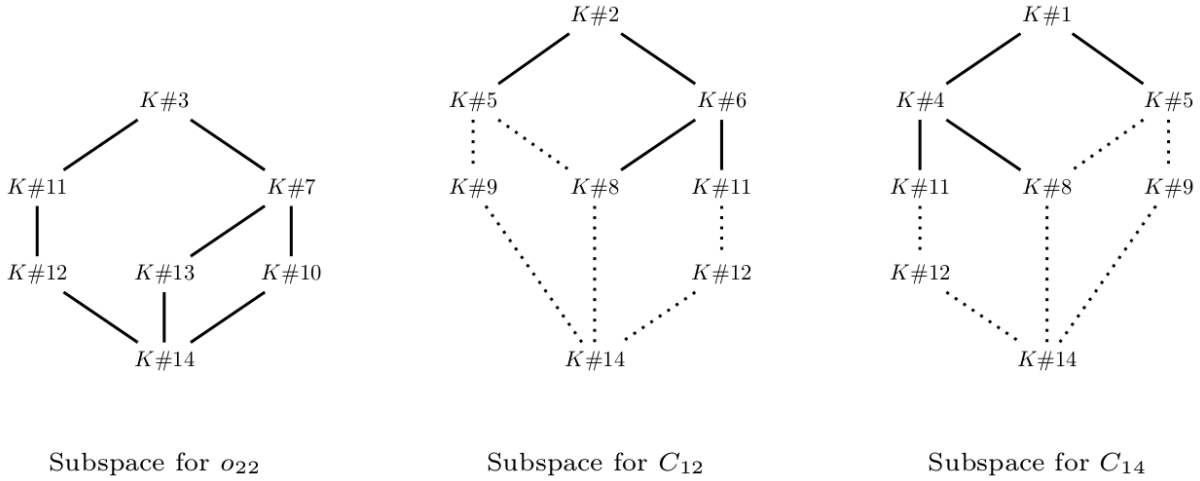 K#2 K#1
K#3 K#5 K#6 K#4 K#5
K#11 K#7 K#9 K#8 K#11 K#11 K#8 K#9
K#12 K#13 K#10 K#12 K#12
K#14 K#14 K#14
Subspace for o₂₂ Subspace for C₁₂ Subspace for C₁₄